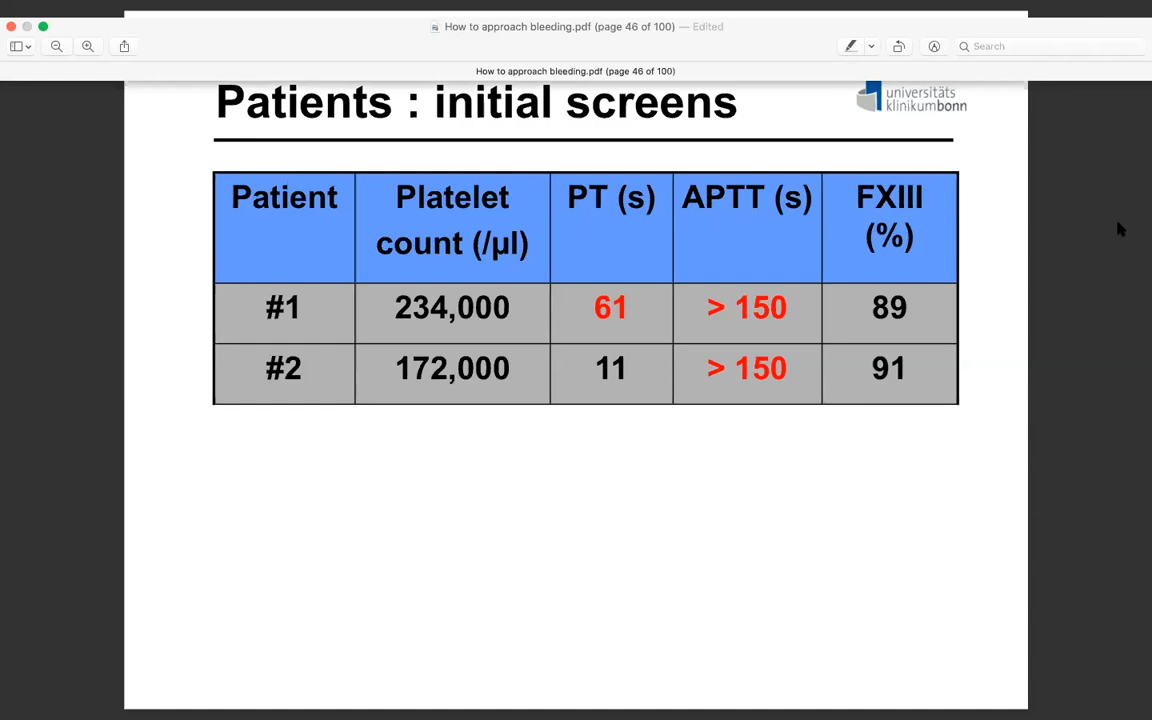 How to approach bleeding.pdf (page 46 of 100) — Edited
Search
How to approach bleeding.pdf (page 46 of 100)
Patients : initial screens
universitäts
klinikumbonn
Patient Platelet count (/µl) PT (s) APTT (s) FXIII (%)
#1 234,000 61 > 150 89
#2 172,000 11 > 150 91